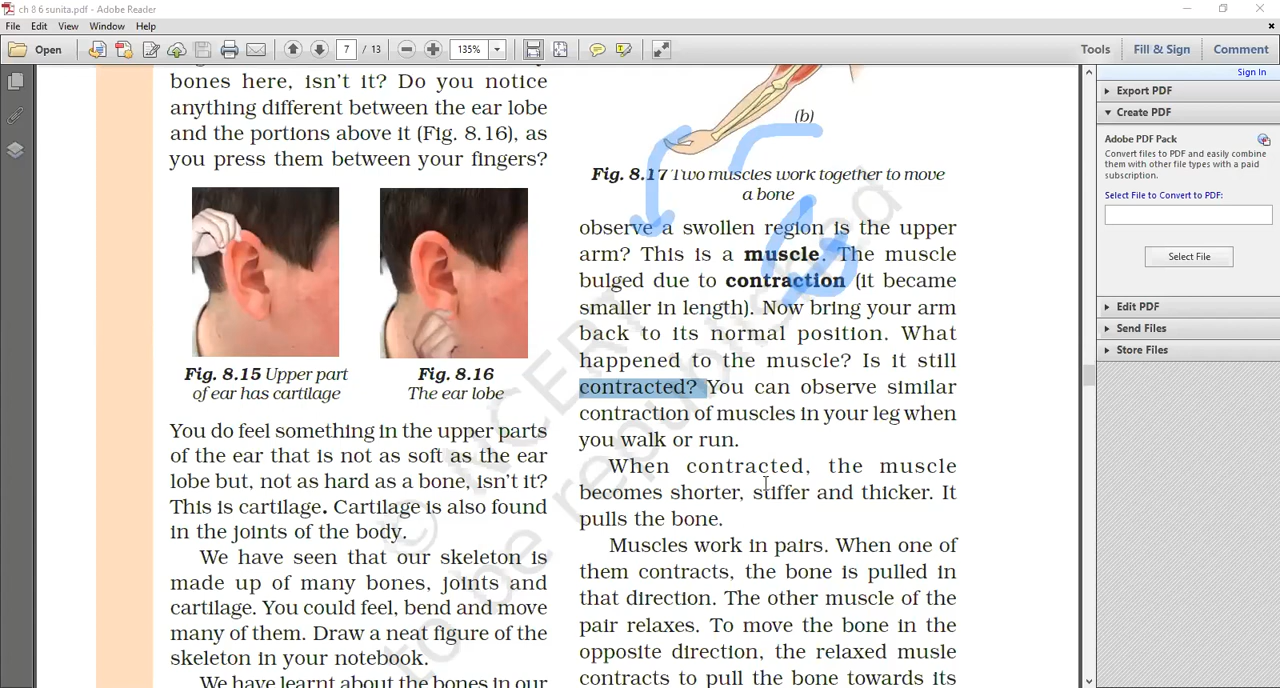 ch 8 6 sunita.pdf - Adobe Reader
File Edit View Window Help
Open 7 / 13 135% Tools Fill & Sign Comment
bones here, isn't it? Do you notice
anything different between the ear lobe
and the portions above it (Fig. 8.16), as
you press them between your fingers?
Fig. 8.15 Upper part
of ear has cartilage
Fig. 8.16
The ear lobe
You do feel something in the upper parts
of the ear that is not as soft as the ear
lobe but, not as hard as a bone, isn't it?
This is cartilage. Cartilage is also found
in the joints of the body.
We have seen that our skeleton is
made up of many bones, joints and
cartilage. You could feel, bend and move
many of them. Draw a neat figure of the
skeleton in your notebook.
We have learnt about the bones in our
(b)
Fig. 8.17 Two muscles work together to move
a bone
observe a swollen region is the upper
arm? This is a muscle. The muscle
bulged due to contraction (it became
smaller in length). Now bring your arm
back to its normal position. What
happened to the muscle? Is it still
contracted? You can observe similar
contraction of muscles in your leg when
you walk or run.
When contracted, the muscle
becomes shorter, stiffer and thicker. It
pulls the bone.
Muscles work in pairs. When one of
them contracts, the bone is pulled in
that direction. The other muscle of the
pair relaxes. To move the bone in the
opposite direction, the relaxed musle
contracts to pull the bone towards its
© NCERT
to be republished
Sign In
Export PDF
Create PDF
Adobe PDF Pack
Convert files to PDF and easily combine
them with other file types with a paid
subscription.
Select File to Convert to PDF:
Select File
Edit PDF
Send Files
Store Files